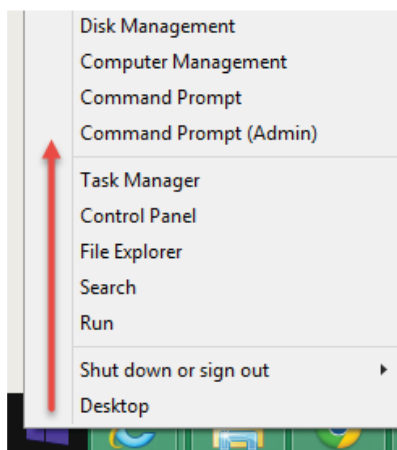 Disk Management
Computer Management
Command Prompt
Command Prompt (Admin)
Task Manager
Control Panel
File Explorer
Search
Run
Shut down or sign out
Desktop